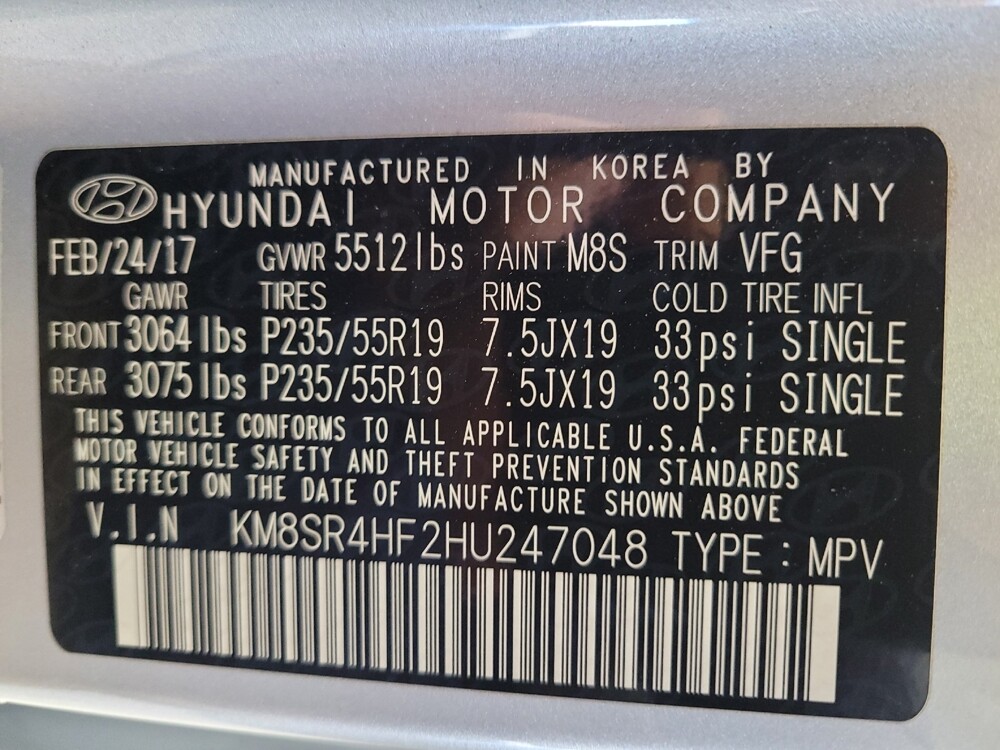 MANUFACTURED IN KOREA BY
HYUNDAI MOTOR COMPANY
FEB/24/17 GVWR 5512lbs PAINT M8S TRIM VFG
GAWR TIRES RIMS COLD TIRE INFL
FRONT 3064 lbs P235/55R19 7.5JX19 33psi SINGLE
REAR 3075lbs P235/55R19 7.5JX19 33psi SINGLE
THIS VEHICLE CONFORMS TO ALL APPLICABLE U.S.A. FEDERAL
MOTOR VEHICLE SAFETY AND THEFT PREVENTION STANDARDS
IN EFFECT ON THE DATE OF MANUFACTURE SHOWN ABOVE
V.I.N KM8SR4HF2HU247048 TYPE : MPV